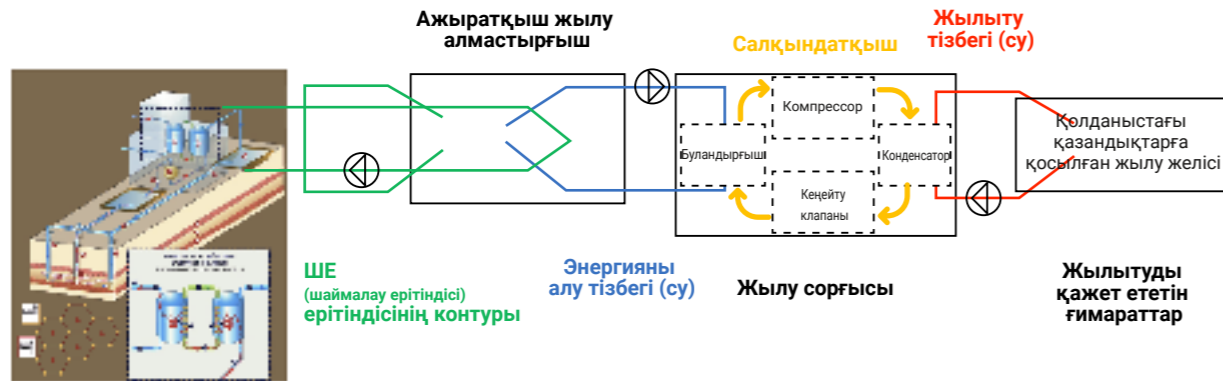 Ажыратқыш жылу
алмастырғыш
Салқындатқыш
Жылыту
тізбегі (су)
Компрессор
Буландырғыш
Конденсатор
Кеңейту
клапаны
Қолданыстағы
қазандықтарға
қосылған жылу желісі
ШЕ
(шаймалау ерітіндісі)
ерітіндісінің контуры
Энергияны
алу тізбегі (су)
Жылу сорғысы
Жылытуды
қажет ететін
ғимараттар